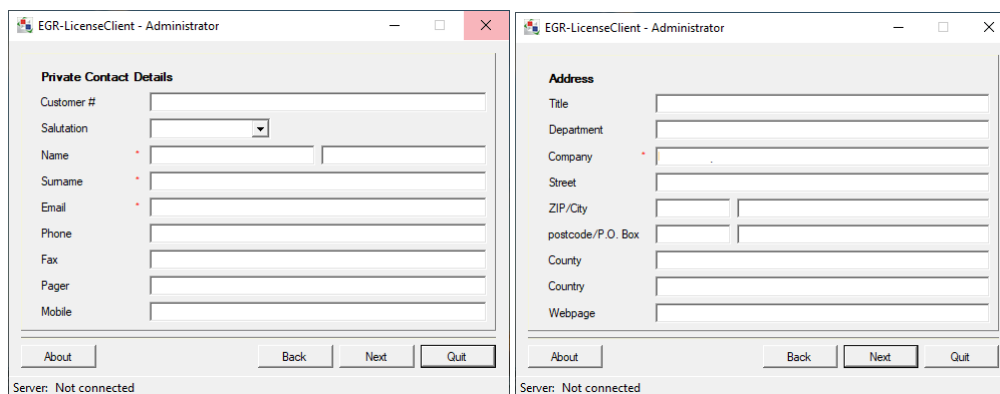 EGR-LicenseClient - Administrator
Private Contact Details
Customer #
Salutation
Name *
Surname *
Email *
Phone
Fax
Pager
Mobile
About Back Next Quit
Server: Not connected
EGR-LicenseClient - Administrator
Address
Title
Department
Company *
Street
ZIP/City
postcode/P.O. Box
County
Country
Webpage
About Back Next Quit
Server: Not connected